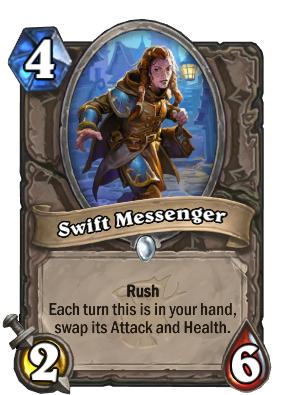 4
Swift Messenger
Rush
Each turn this is in your hand,
swap its Attack and Health.
2
6